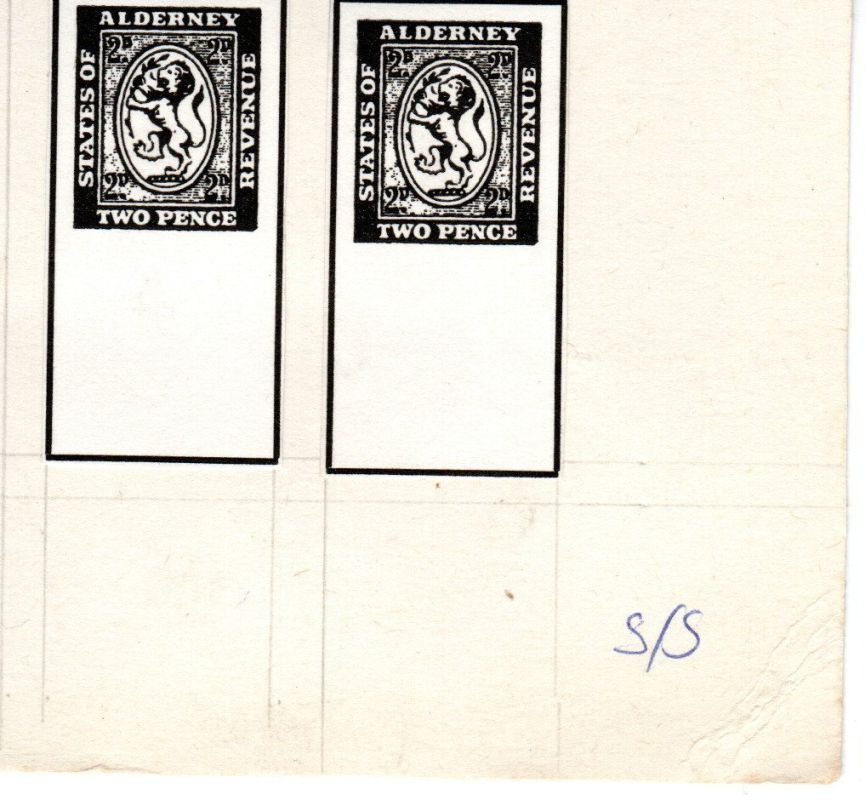 ALDERNEY
2D 2D
STATES OF
REVENUE
2D 2D
TWO PENCE
ALDERNEY
2D 2D
STATES OF
REVENUE
2D 2D
TWO PENCE
S/S